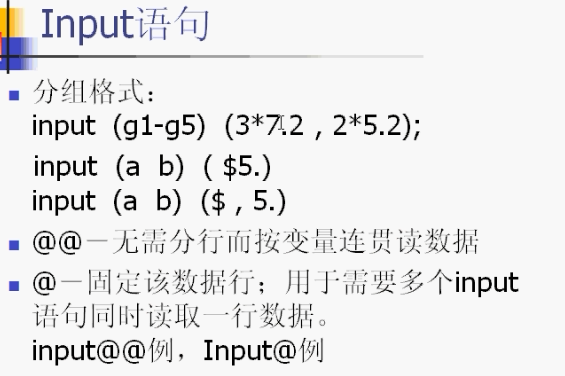 Input语句
分组格式：
input (g1-g5) (3*7.2 , 2*5.2);
input (a b) ( $5.)
input (a b) ($ , 5.)
@@－无需分行而按变量连贯读数据
@－固定该数据行；用于需要多个input
语句同时读取一行数据。
input@@例，Input@例